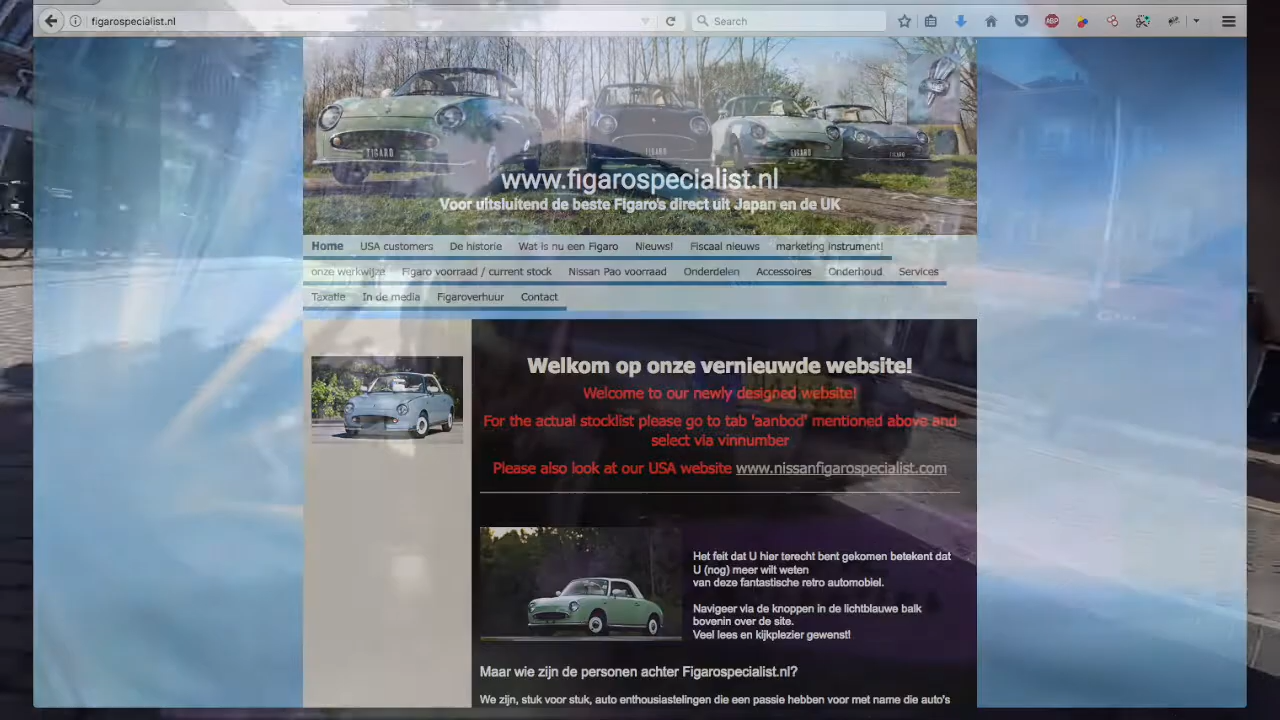 figarospecialist.nl
Search
ABP
FIGARO
FIGARO
FIGARO
FIGARO
www.figarospecialist.nl
Voor uitsluitend de beste Figaro's direct uit Japan en de UK
Home USA customers De historie Wat is nu een Figaro Nieuws! Fiscaal nieuws marketing instrument!
onze werkwijze Figaro voorraad / current stock Nissan Pao voorraad Onderdelen Accessoires Onderhoud Services
Taxatie In de media Figaroverhuur Contact
Welkom op onze vernieuwde website!
Welcome to our newly designed website!
For the actual stocklist please go to tab 'aanbod' mentioned above and
select via vinnumber
Please also look at our USA website www.nissanfigarospecialist.com
Het feit dat U hier terecht bent gekomen betekent dat
U (nog) meer wilt weten
van deze fantastische retro automobiel.
Navigeer via de knoppen in de lichtblauwe balk
bovenin over de site.
Veel lees en kijkplezier gewenst!
Maar wie zijn de personen achter Figarospecialist.nl?
We zijn, stuk voor stuk, auto enthousiastelingen die een passie hebben voor met name die auto's